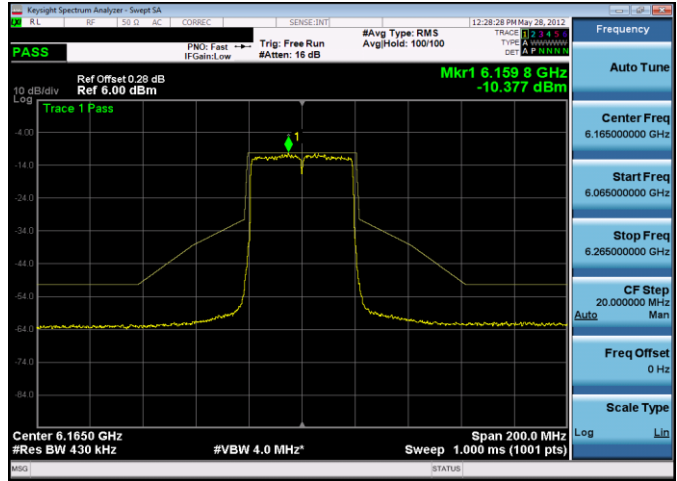 Keysight Spectrum Analyzer - Swept SA
RL RF 50 Ω AC CORREC SENSE:INT 12:28:28 PM May 28, 2012
PASS
PNO: Fast
IFGain:Low
Trig: Free Run
#Atten: 16 dB
#Avg Type: RMS
Avg|Hold: 100/100
TRACE 1 2 3 4 5 6
TYPE A WWWWW
DET A P N N N N
Frequency
Mkr1 6.159 8 GHz
-10.377 dBm
Ref Offset 0.28 dB
10 dB/div Ref 6.00 dBm
Log
Trace 1 Pass
1
-4.00
-14.0
-24.0
-34.0
-44.0
-54.0
-64.0
-74.0
-84.0
Center 6.1650 GHz
#Res BW 430 kHz
#VBW 4.0 MHz*
Span 200.0 MHz
Sweep 1.000 ms (1001 pts)
Auto Tune
Center Freq
6.165000000 GHz
Start Freq
6.065000000 GHz
Stop Freq
6.265000000 GHz
CF Step
20.000000 MHz
Auto Man
Freq Offset
0 Hz
Scale Type
Log Lin
MSG STATUS